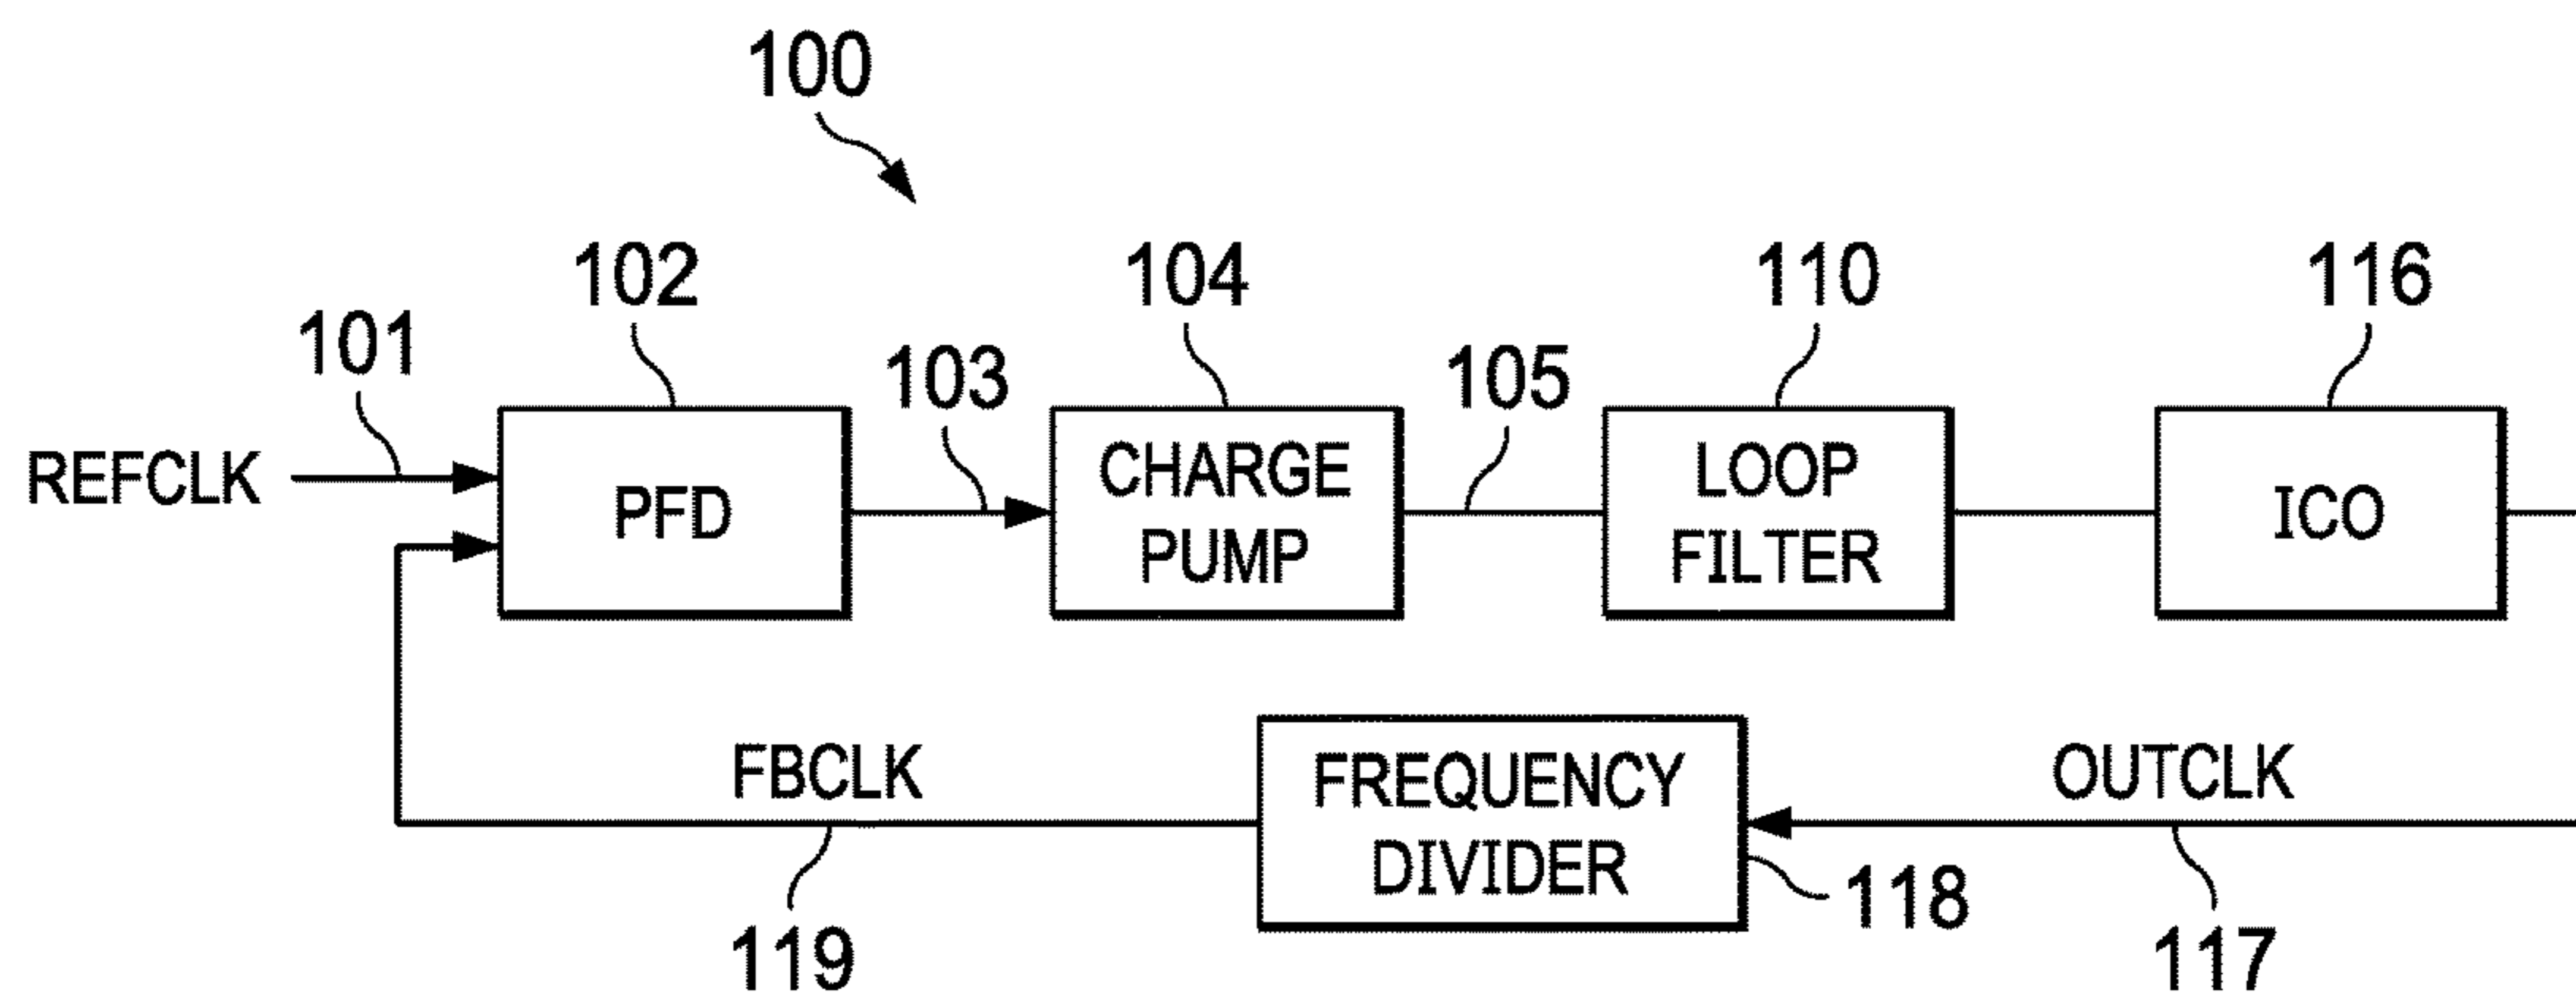 100
102
104
110
116
101
103
105
REFCLK
PFD
CHARGE
PUMP
LOOP
FILTER
ICO
FBCLK
FREQUENCY
DIVIDER
OUTCLK
118
119
117